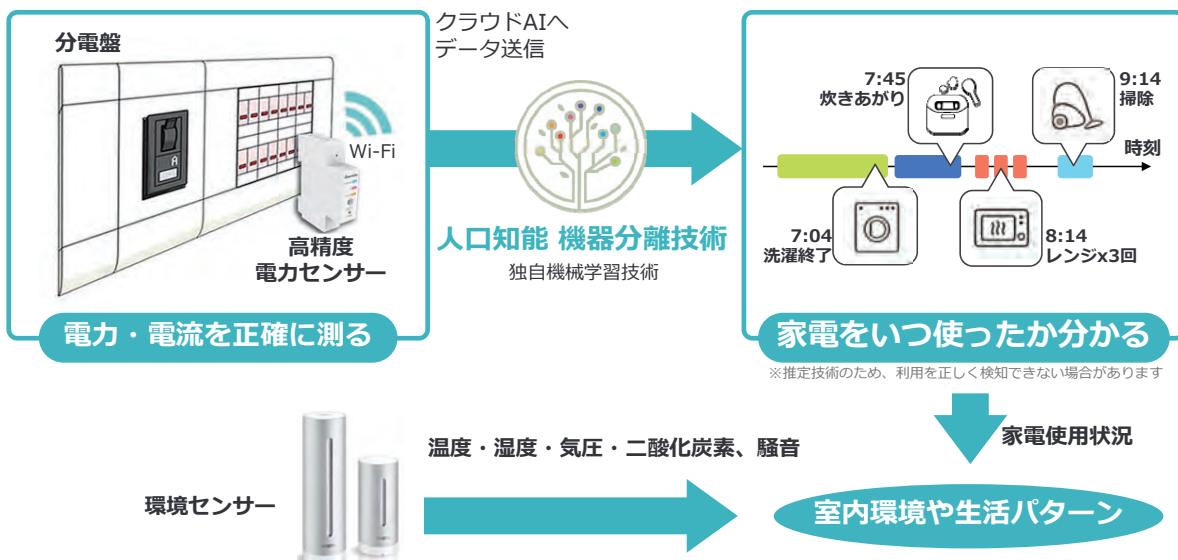 分電盤
Wi-Fi
高精度
電力センサー
電力・電流を正確に測る
クラウドAIへ
データ送信
人口知能 機器分離技術
独自機械学習技術
7:45
炊きあがり
9:14
掃除
時刻
7:04
洗濯終了
8:14
レンジx3回
家電をいつ使ったか分かる
※推定技術のため、利用を正しく検知できない場合があります
家電使用状況
環境センサー
温度・湿度・気圧・二酸化炭素、騒音
室内環境や生活パターン